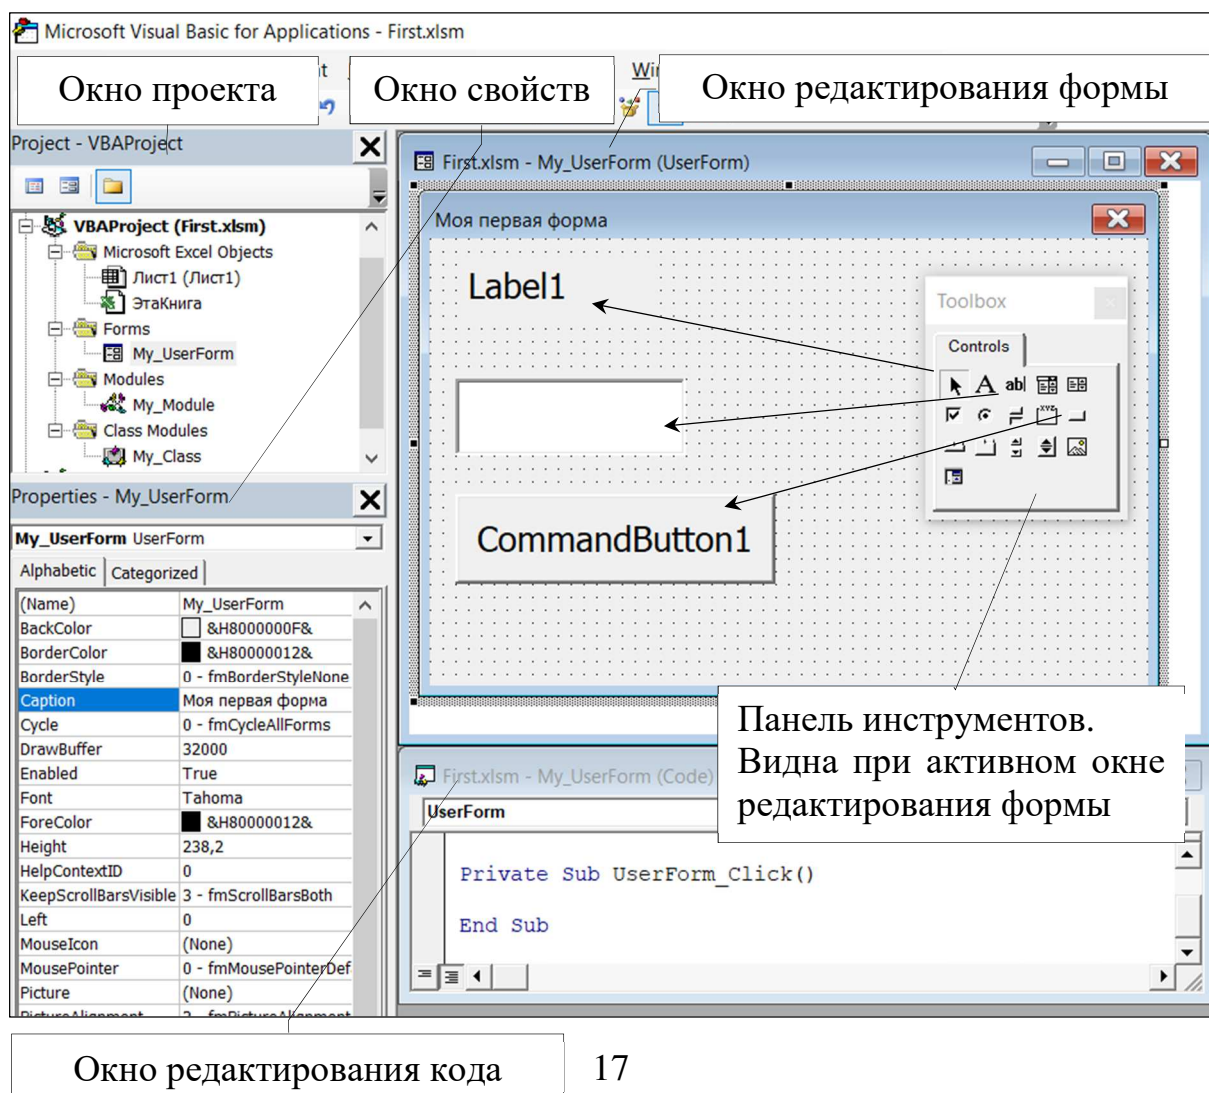 Microsoft Visual Basic for Applications - First.xlsm
Окно проекта
Окно свойств
Окно редактирования формы
Project - VBAProject
VBAProject (First.xlsm)
Microsoft Excel Objects
Лист1 (Лист1)
ЭтаКнига
Forms
My_UserForm
Modules
My_Module
Class Modules
My_Class
Properties - My_UserForm
My_UserForm UserForm
Alphabetic Categorized
(Name) My_UserForm
BackColor &H8000000F&
BorderColor &H80000012&
BorderStyle 0 - fmBorderStyleNone
Caption Моя первая форма
Cycle 0 - fmCycleAllForms
DrawBuffer 32000
Enabled True
Font Tahoma
ForeColor &H80000012&
Height 238,2
HelpContextID 0
KeepScrollBarsVisible 3 - fmScrollBarsBoth
Left 0
MouseIcon (None)
MousePointer 0 - fmMousePointerDef
Picture (None)
First.xlsm - My_UserForm (UserForm)
Моя первая форма
Label1
CommandButton1
Toolbox
Controls
A ab
XYZ
Панель инструментов.
Видна при активном окне
редактирования формы
First.xlsm - My_UserForm (Code)
UserForm
Private Sub UserForm_Click()
End Sub
Окно редактирования кода
17